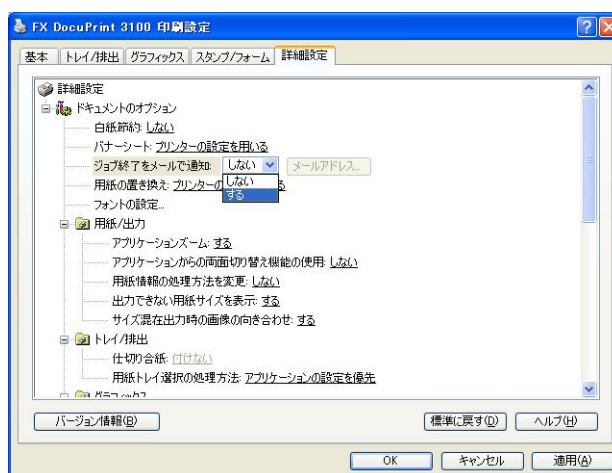 FX DocuPrint 3100 印刷設定
基本 トレイ/排出 グラフィックス スタンプ/フォーム 詳細設定
詳細設定
ドキュメントのオプション
白紙節約: しない
バナーシート: プリンターの設定を用いる
ジョブ終了をメールで通知: しない メールアドレス...
しない
する
用紙の置き換え: プリンターの る
フォントの設定...
用紙/出力
アプリケーションズーム: する
アプリケーションからの両面切り替え機能の使用: しない
用紙情報の処理方法を変更: しない
出力できない用紙サイズを表示: する
サイズ混在出力時の画像の向き合わせ: する
トレイ/排出
仕切り合紙: 付けない
用紙トレイ選択の処理方法: アプリケーションの設定を優先
グラフィックス
バージョン情報(B) 標準に戻す(D) ヘルプ(H)
OK キャンセル 適用(A)